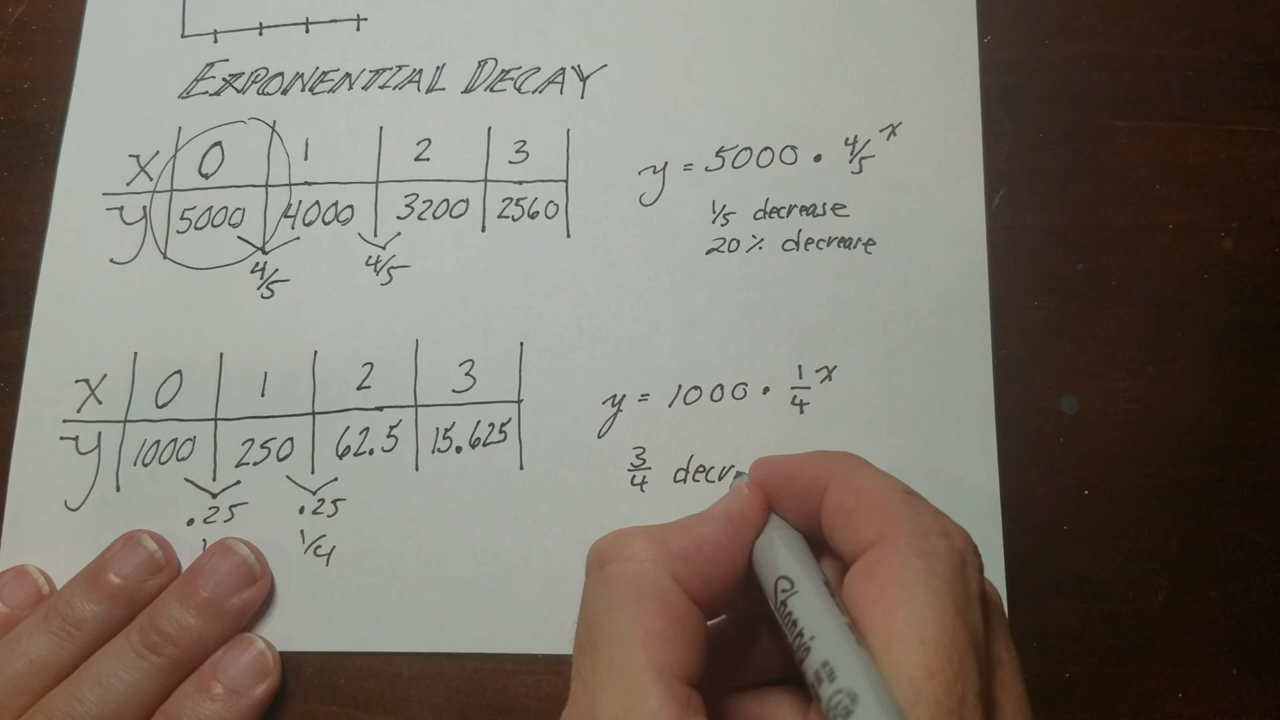 EXPONENTIAL DECAY
X 0 1 2 3
y 5000 4000 3200 2560
4/5 4/5
y = 5000 • 4/5^x
1/5 decrease
20% decrease
X 0 1 2 3
y 1000 250 62.5 15.625
.25 .25
1/4
y = 1000 • 1/4^x
3/4 decr
Sharpie